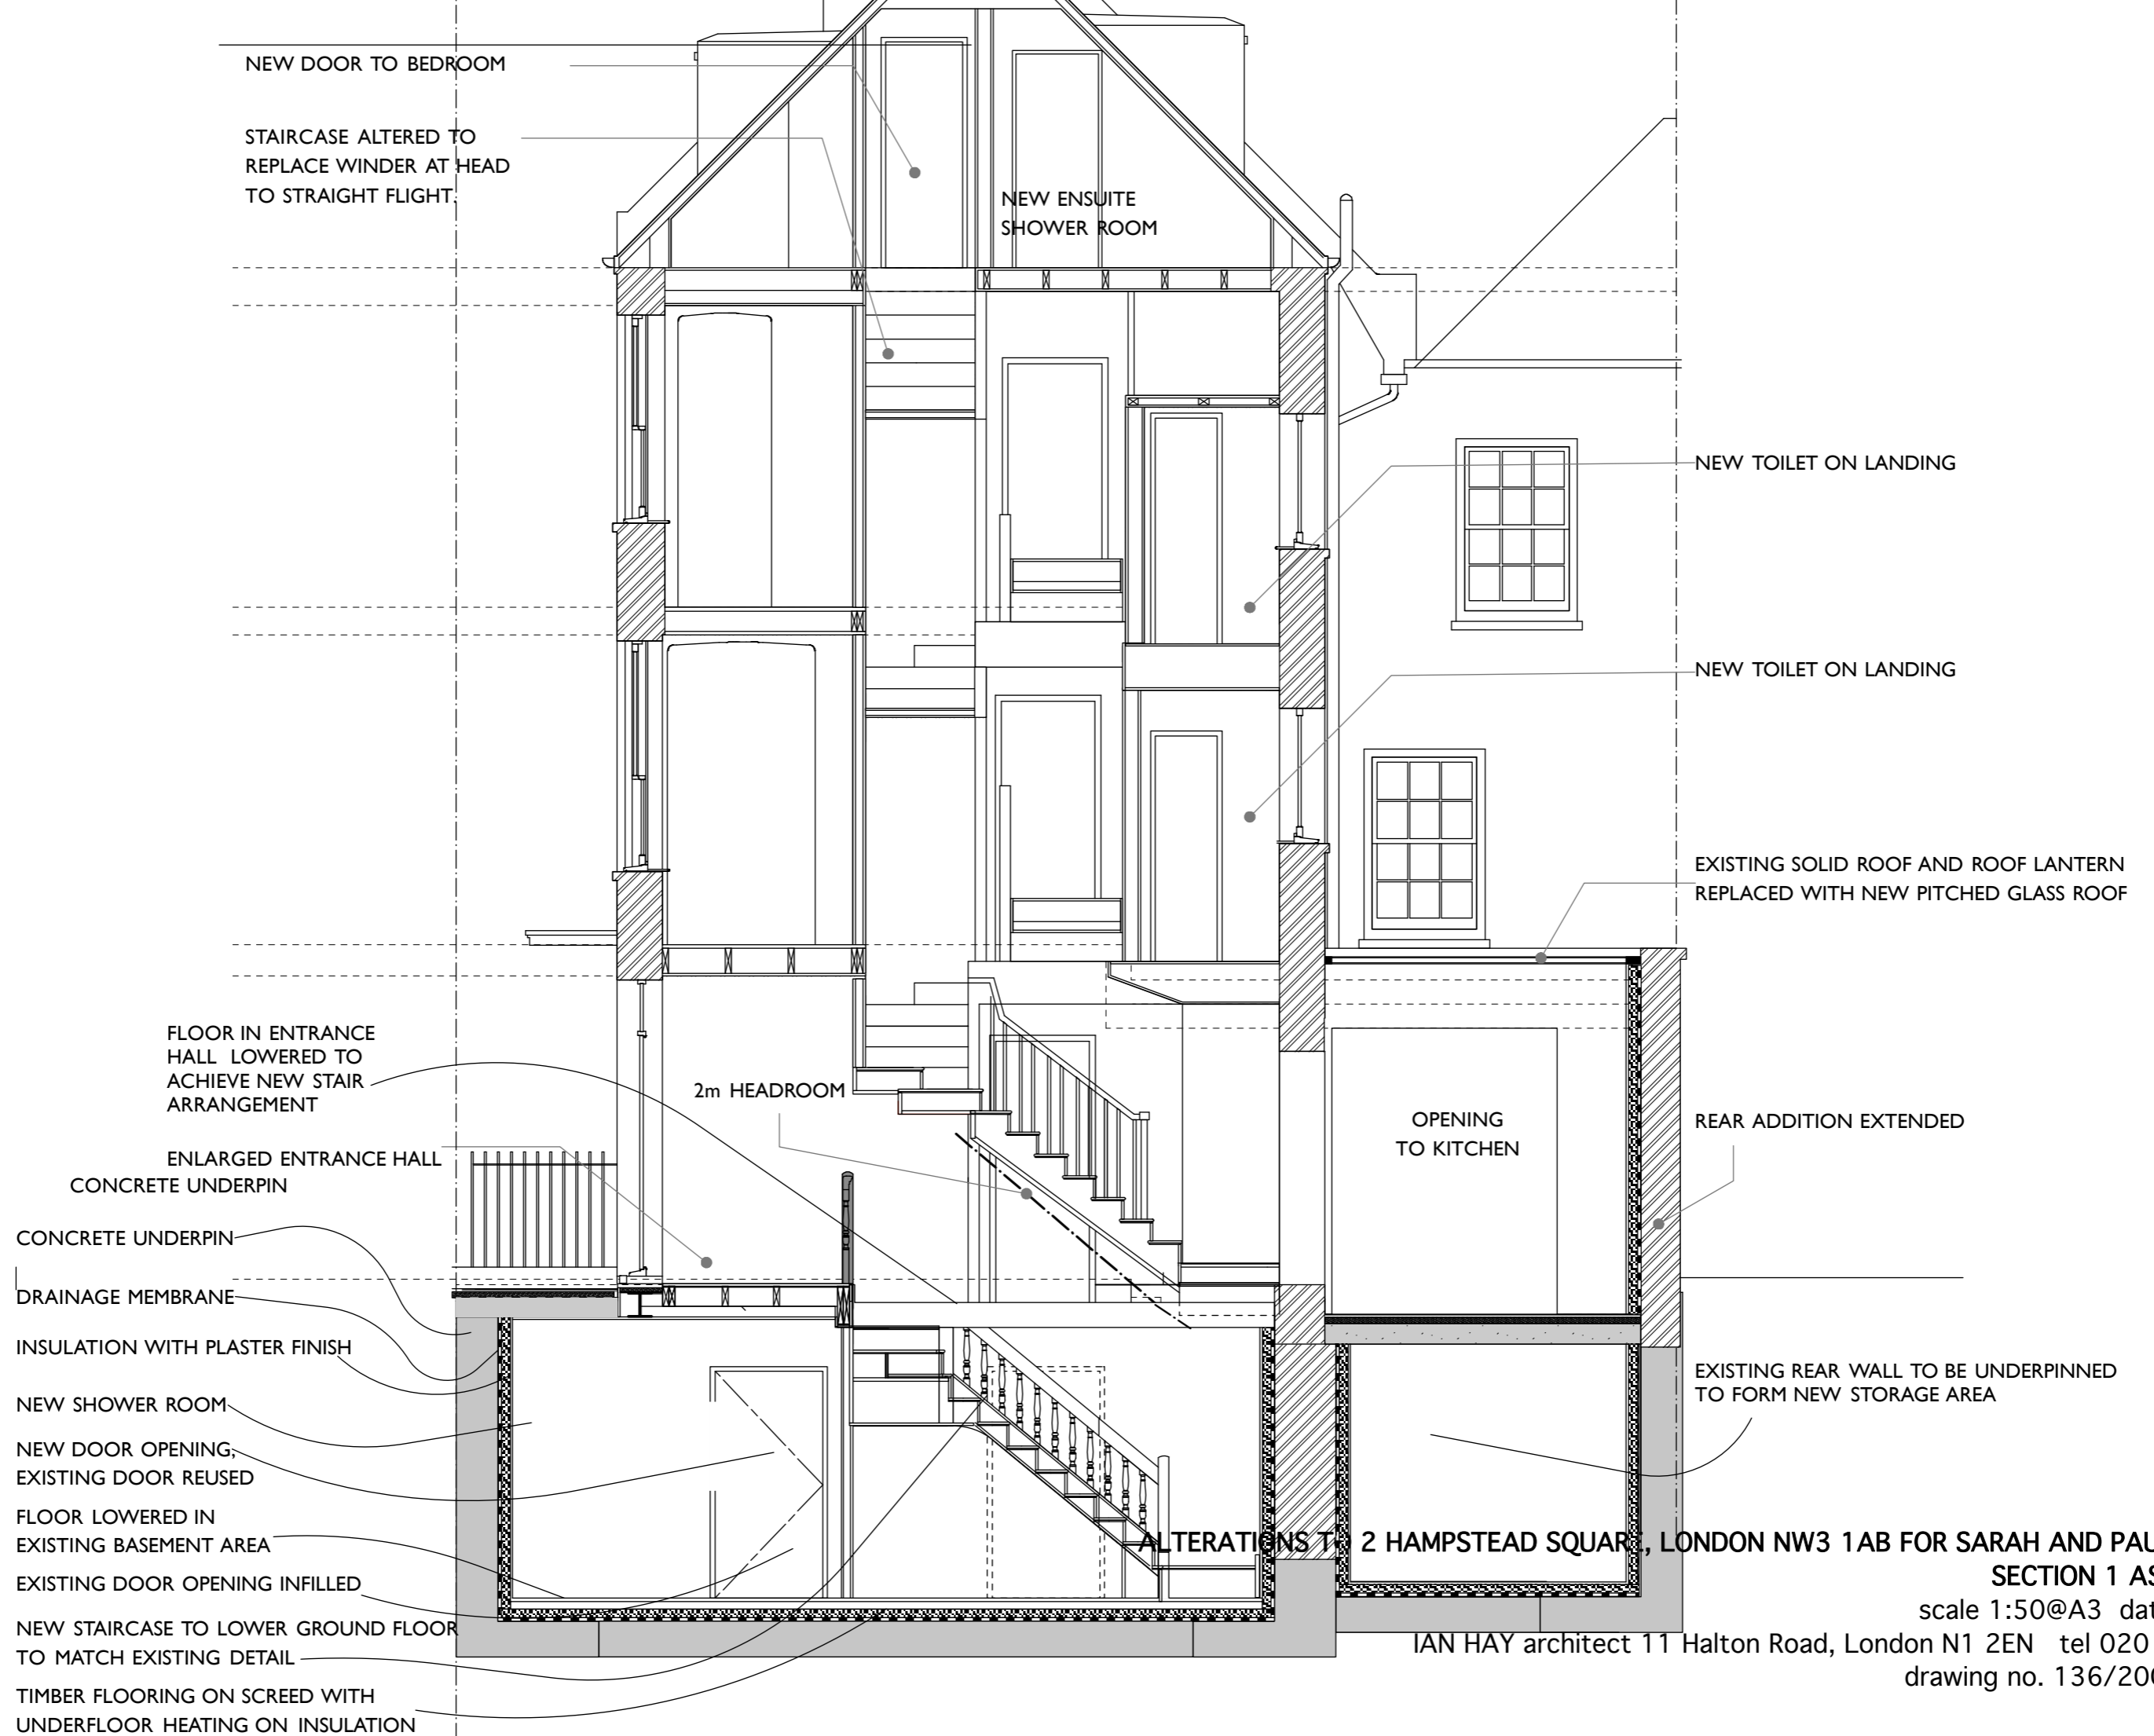 NEW DOOR TO BEDROOM
STAIRCASE ALTERED TO
REPLACE WINDER AT HEAD
TO STRAIGHT FLIGHT.
NEW ENSUITE
SHOWER ROOM
NEW TOILET ON LANDING
NEW TOILET ON LANDING
EXISTING SOLID ROOF AND ROOF LANTERN
REPLACED WITH NEW PITCHED GLASS ROOF
FLOOR IN ENTRANCE
HALL LOWERED TO
ACHIEVE NEW STAIR
ARRANGEMENT
2m HEADROOM
OPENING
TO KITCHEN
REAR ADDITION EXTENDED
ENLARGED ENTRANCE HALL
CONCRETE UNDERPIN
CONCRETE UNDERPIN
DRAINAGE MEMBRANE
INSULATION WITH PLASTER FINISH
EXISTING REAR WALL TO BE UNDERPINNED
TO FORM NEW STORAGE AREA
NEW SHOWER ROOM
NEW DOOR OPENING,
EXISTING DOOR REUSED
FLOOR LOWERED IN
EXISTING BASEMENT AREA
EXISTING DOOR OPENING INFILLED
NEW STAIRCASE TO LOWER GROUND FLOOR
TO MATCH EXISTING DETAIL
TIMBER FLOORING ON SCREED WITH
UNDERFLOOR HEATING ON INSULATION
ALTERATIONS TO 2 HAMPSTEAD SQUARE, LONDON NW3 1AB FOR SARAH AND PAU
SECTION 1 AS
scale 1:50@A3 dat
IAN HAY architect 11 Halton Road, London N1 2EN tel 020
drawing no. 136/20